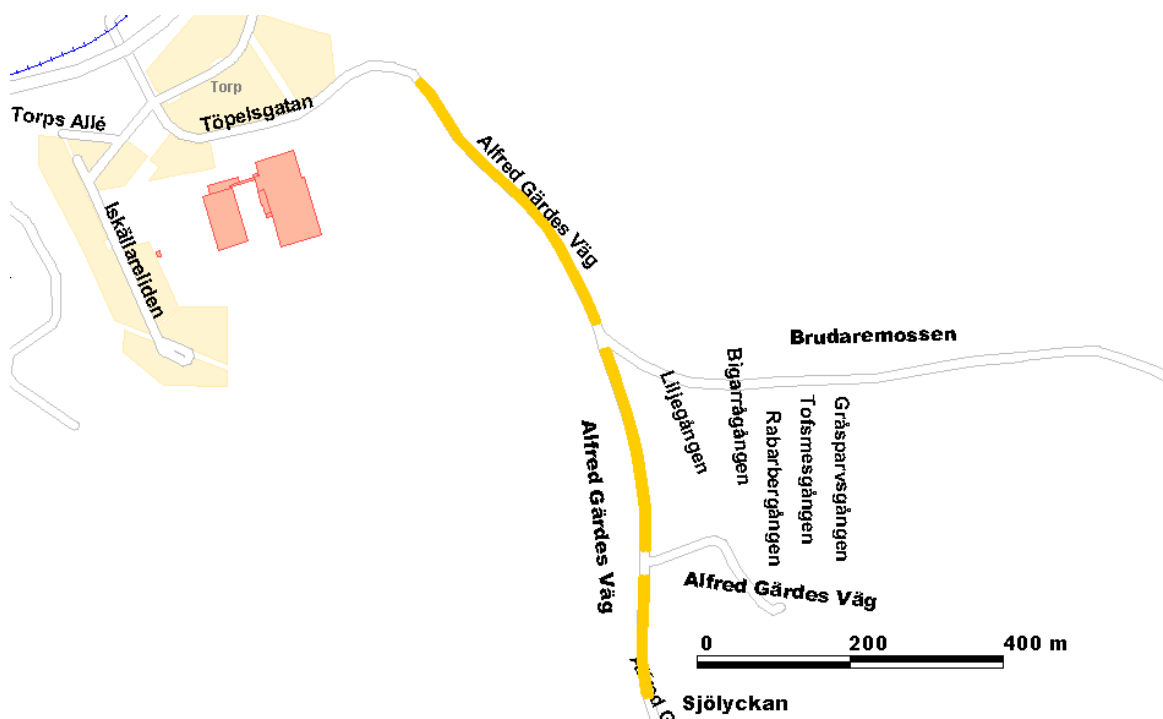 Torp
Torps Allé
Töpelsgatan
Alfred Gärdes Väg
Iskällareliden
Brudaremossen
Liljegången
Bigarrågången
Rabarbergången
Tofsmesgången
Gråsparvsgången
Alfred Gärdes Väg
Alfred Gärdes Väg
0 200 400 m
Sjölyckan